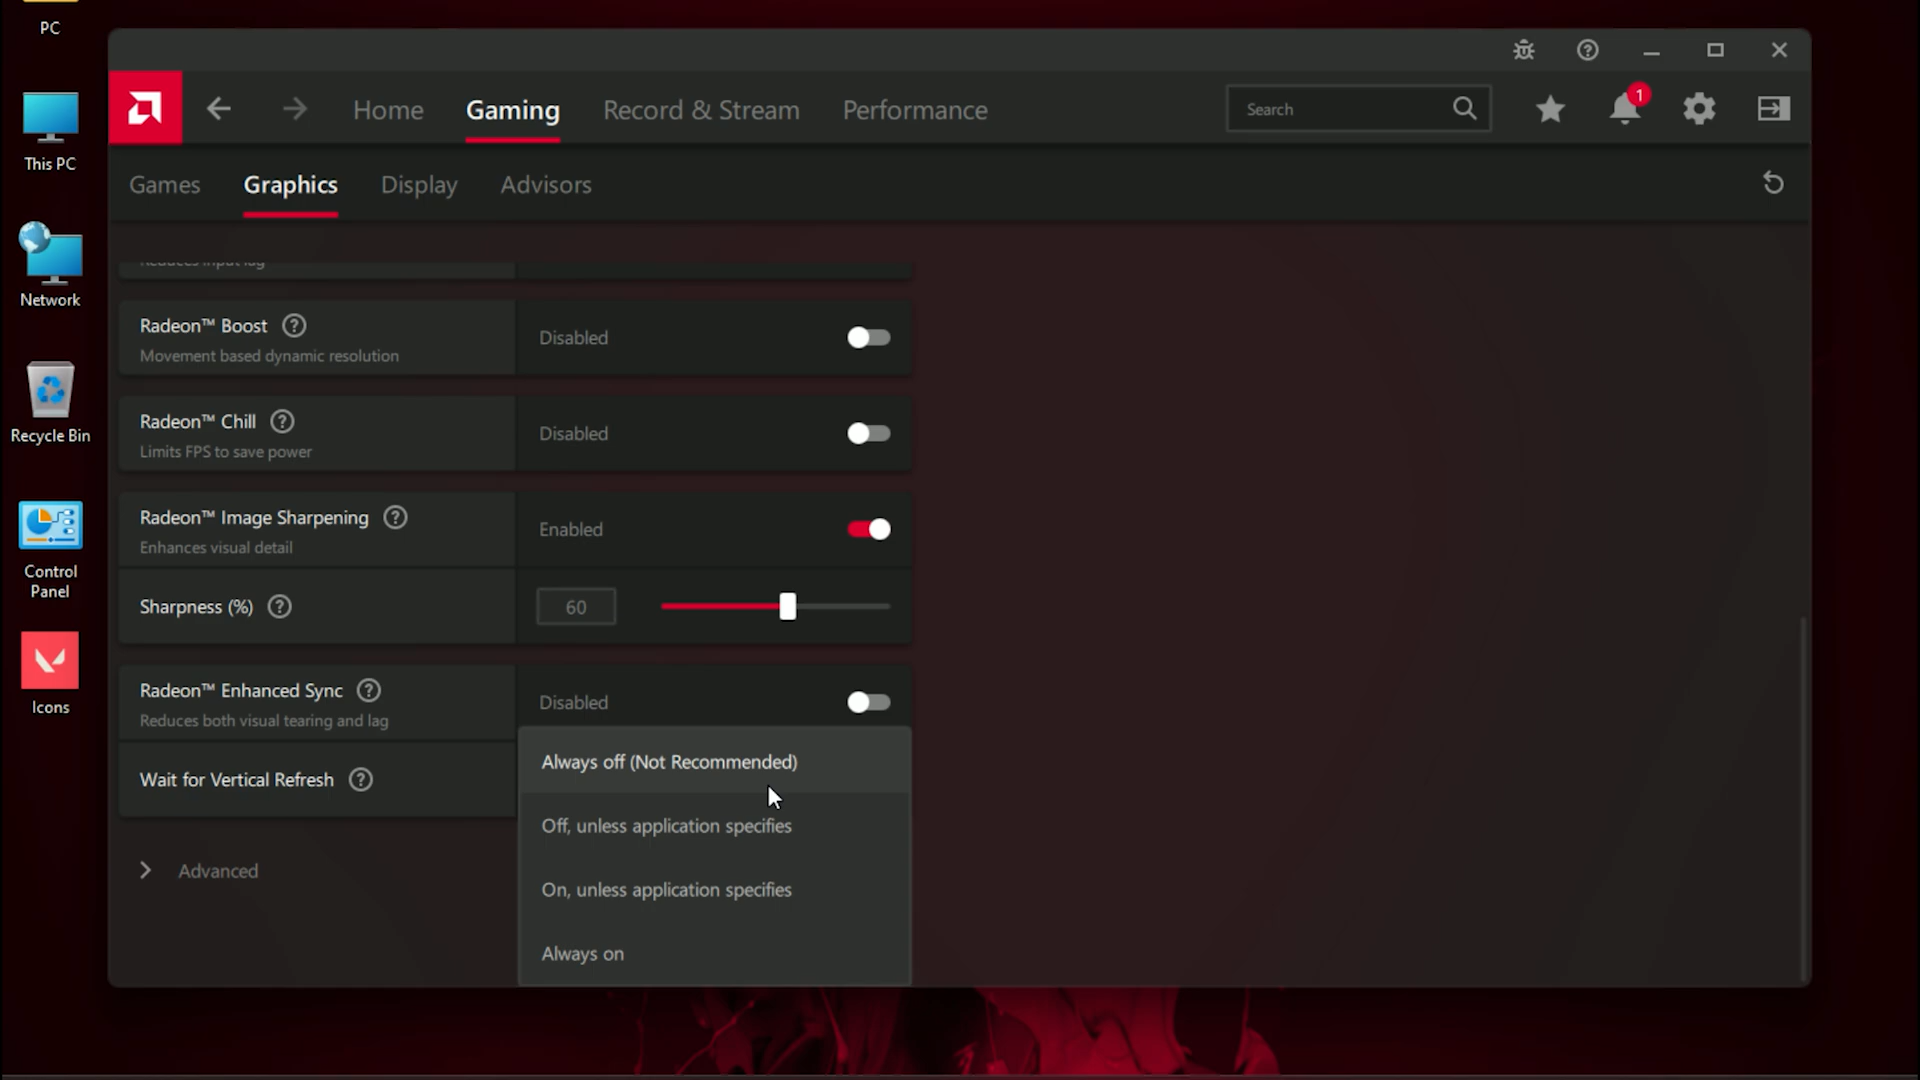 PC
This PC
Network
Recycle Bin
Control
Panel
Icons
Home
Gaming
Record & Stream
Performance
Search
1
Games
Graphics
Display
Advisors
Reduces input lag
Radeon™ Boost
Movement based dynamic resolution
Disabled
Radeon™ Chill
Limits FPS to save power
Disabled
Radeon™ Image Sharpening
Enhances visual detail
Enabled
Sharpness (%)
60
Radeon™ Enhanced Sync
Reduces both visual tearing and lag
Disabled
Wait for Vertical Refresh
Always off (Not Recommended)
Off, unless application specifies
On, unless application specifies
Always on
Advanced